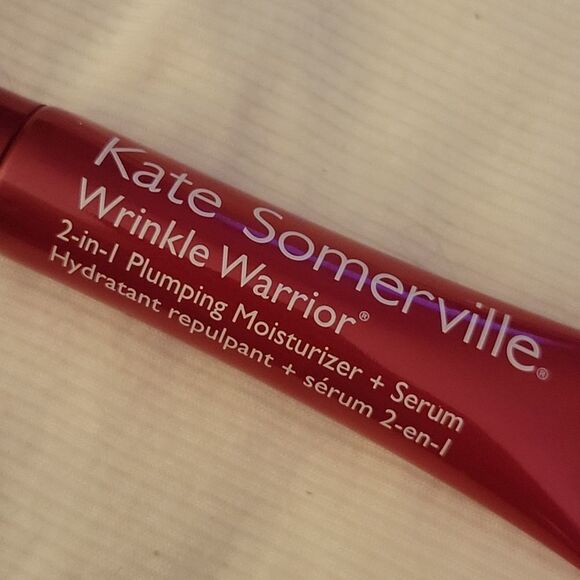 Kate Somerville®
Wrinkle Warrior®
2-in-1 Plumping Moisturizer + Serum
Hydratant repulpant + sérum 2-en-1